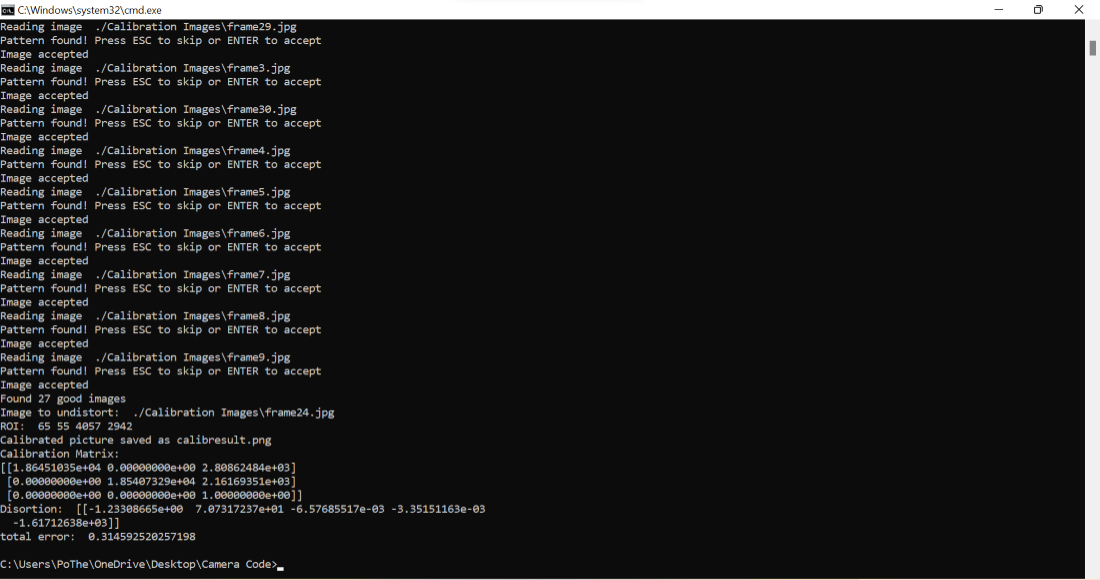 C:\Windows\system32\cmd.exe
Reading image  ./Calibration Images\frame29.jpg
Pattern found! Press ESC to skip or ENTER to accept
Image accepted
Reading image  ./Calibration Images\frame3.jpg
Pattern found! Press ESC to skip or ENTER to accept
Image accepted
Reading image  ./Calibration Images\frame30.jpg
Pattern found! Press ESC to skip or ENTER to accept
Image accepted
Reading image  ./Calibration Images\frame4.jpg
Pattern found! Press ESC to skip or ENTER to accept
Image accepted
Reading image  ./Calibration Images\frame5.jpg
Pattern found! Press ESC to skip or ENTER to accept
Image accepted
Reading image  ./Calibration Images\frame6.jpg
Pattern found! Press ESC to skip or ENTER to accept
Image accepted
Reading image  ./Calibration Images\frame7.jpg
Pattern found! Press ESC to skip or ENTER to accept
Image accepted
Reading image  ./Calibration Images\frame8.jpg
Pattern found! Press ESC to skip or ENTER to accept
Image accepted
Reading image  ./Calibration Images\frame9.jpg
Pattern found! Press ESC to skip or ENTER to accept
Image accepted
Found 27 good images
Image to undistort:  ./Calibration Images\frame24.jpg
ROI:  65 55 4057 2942
Calibrated picture saved as calibresult.png
Calibration Matrix:
[[1.86451035e+04 0.00000000e+00 2.80862484e+03]
 [0.00000000e+00 1.85407329e+04 2.16169351e+03]
 [0.00000000e+00 0.00000000e+00 1.00000000e+00]]
Disortion:  [[-1.23308665e+00  7.07317237e+01 -6.57685517e-03 -3.35151163e-03
  -1.61712638e+03]]
total error:  0.314592520257198
C:\Users\PoThe\OneDrive\Desktop\Camera Code>